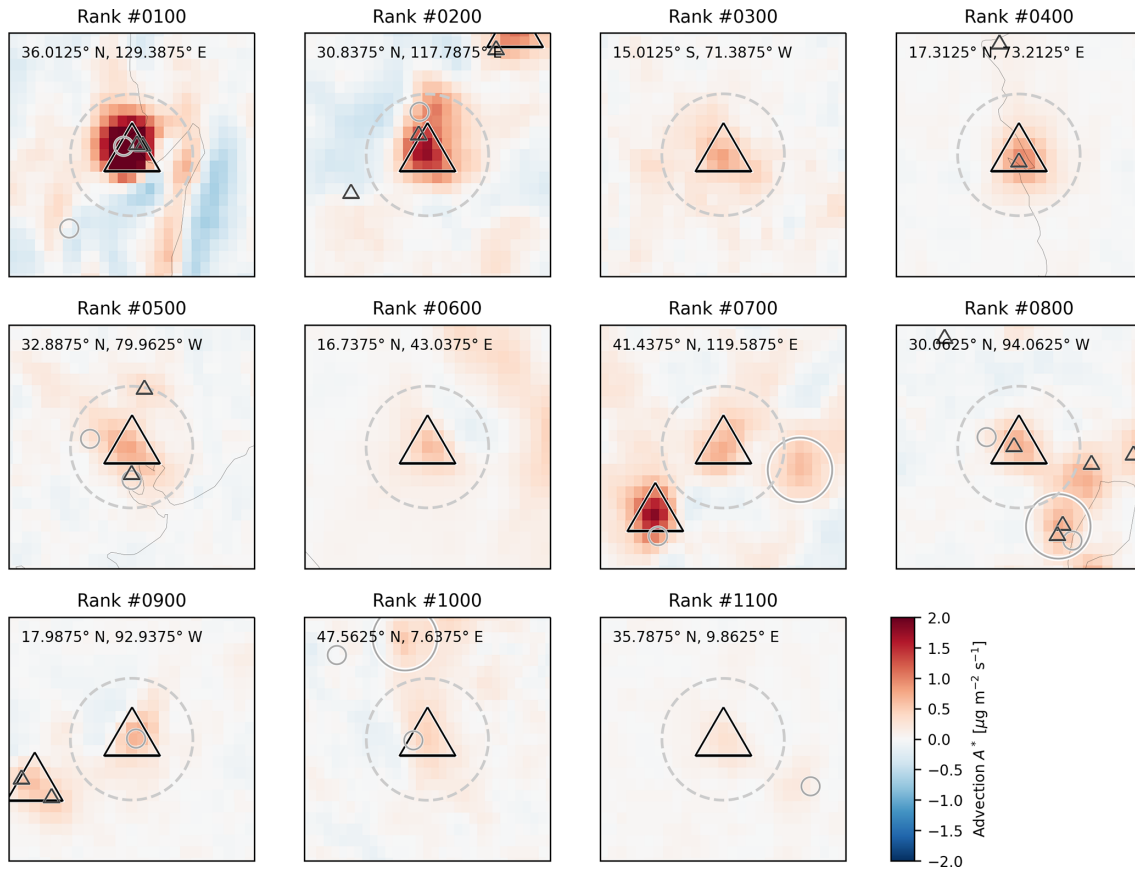 Rank #0100
Rank #0200
Rank #0300
Rank #0400
36.0125° N, 129.3875° E
30.8375° N, 117.7875° E
15.0125° S, 71.3875° W
17.3125° N, 73.2125° E
Rank #0500
Rank #0600
Rank #0700
Rank #0800
32.8875° N, 79.9625° W
16.7375° N, 43.0375° E
41.4375° N, 119.5875° E
30.0625° N, 94.0625° W
Rank #0900
Rank #1000
Rank #1100
17.9875° N, 92.9375° W
47.5625° N, 7.6375° E
35.7875° N, 9.8625° E
2.0
1.5
1.0
0.5
0.0
−0.5
−1.0
−1.5
−2.0
Advection A* [μg m⁻² s⁻¹]